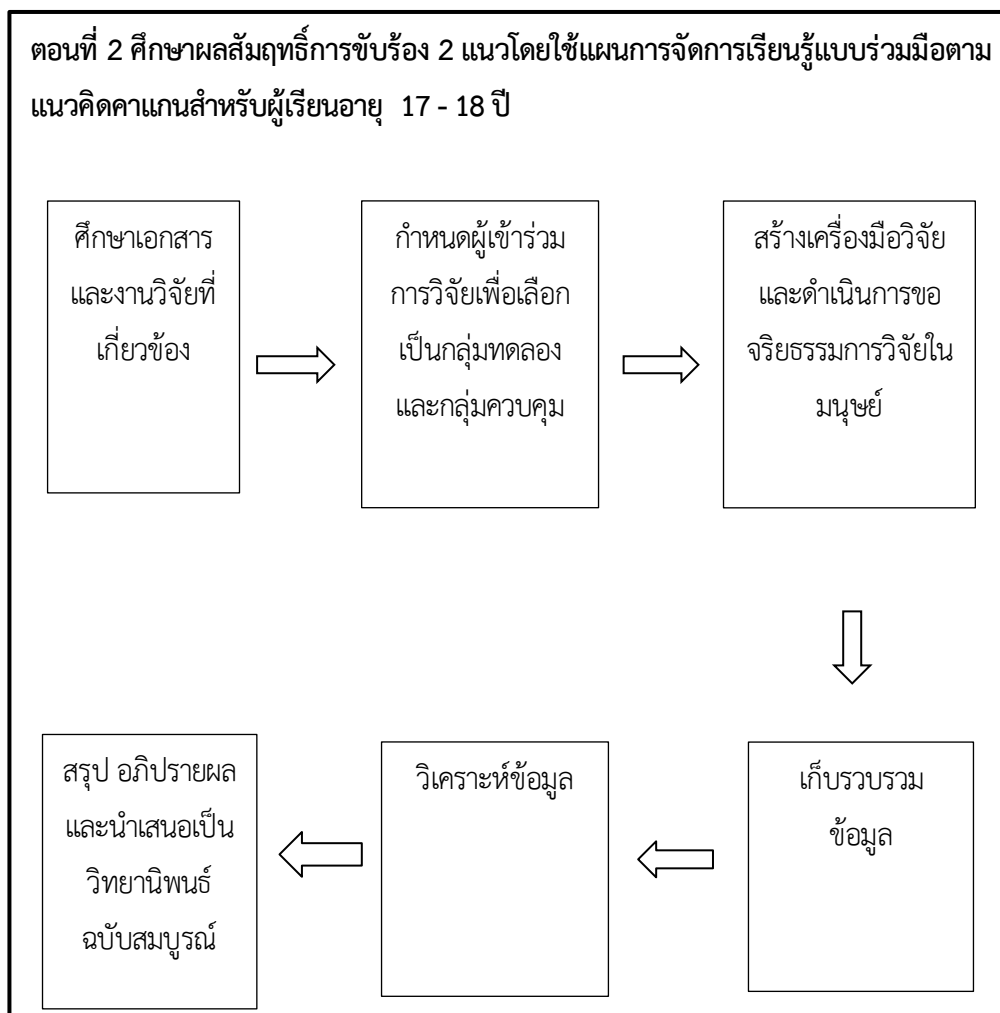 ตอนที่ 2 ศึกษาผลสัมฤทธิ์การขับร้อง 2 แนวโดยใช้แผนการจัดการเรียนรู้แบบร่วมมือตาม
แนวคิดคาแกนสำหรับผู้เรียนอายุ 17 - 18 ปี
ศึกษาเอกสาร
และงานวิจัยที่
เกี่ยวข้อง
กำหนดผู้เข้าร่วม
การวิจัยเพื่อเลือก
เป็นกลุ่มทดลอง
และกลุ่มควบคุม
สร้างเครื่องมือวิจัย
และดำเนินการขอ
จริยธรรมการวิจัยใน
มนุษย์
เก็บรวบรวม
ข้อมูล
วิเคราะห์ข้อมูล
สรุป อภิปรายผล
และนำเสนอเป็น
วิทยานิพนธ์
ฉบับสมบูรณ์